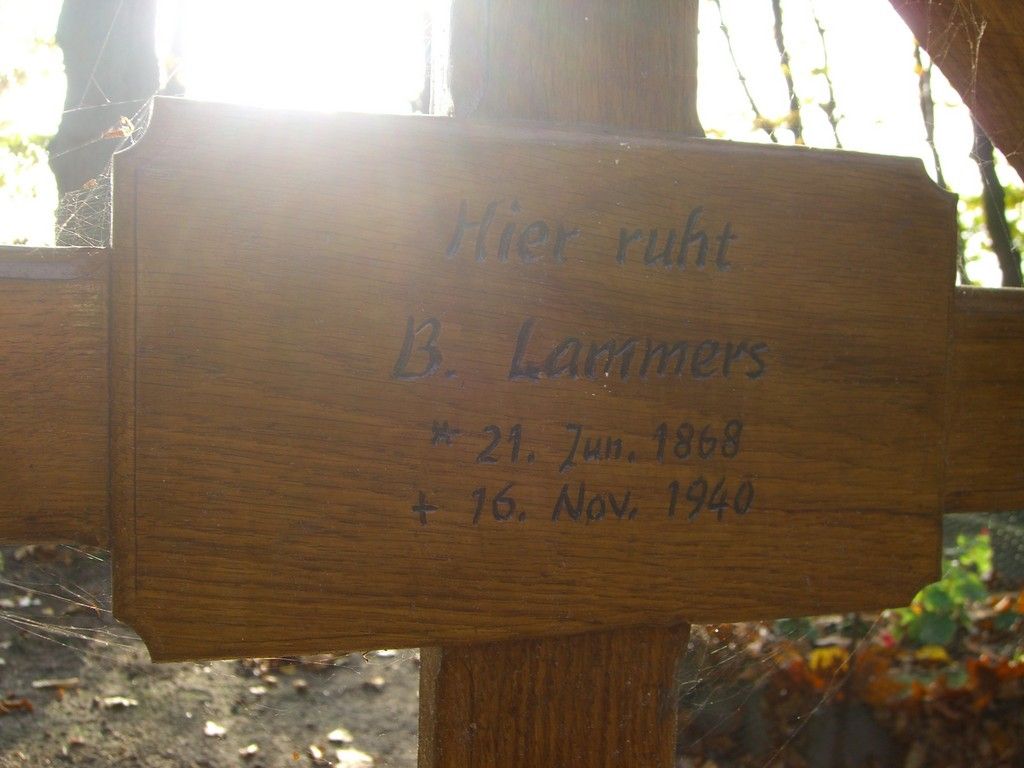 Hier ruht
B. Lammers
* 21. Jun. 1868
+ 16. Nov. 1940